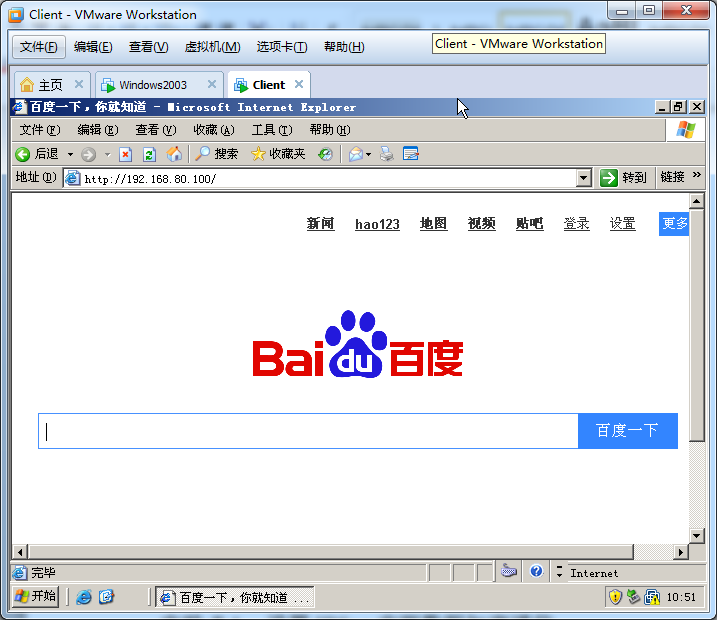 Client - VMware Workstation
文件(F) 编辑(E) 查看(V) 虚拟机(M) 选项卡(T) 帮助(H)
Client - VMware Workstation
主页 Windows2003 Client
百度一下，你就知道 - Microsoft Internet Explorer
文件(F) 编辑(E) 查看(V) 收藏(A) 工具(T) 帮助(H)
后退 搜索 收藏夹
地址(D) http://192.168.80.100/ 转到 链接 »
新闻 hao123 地图 视频 贴吧 登录 设置 更多
Baidu百度
百度一下
完毕 Internet
开始 百度一下，你就知道 ... 10:51